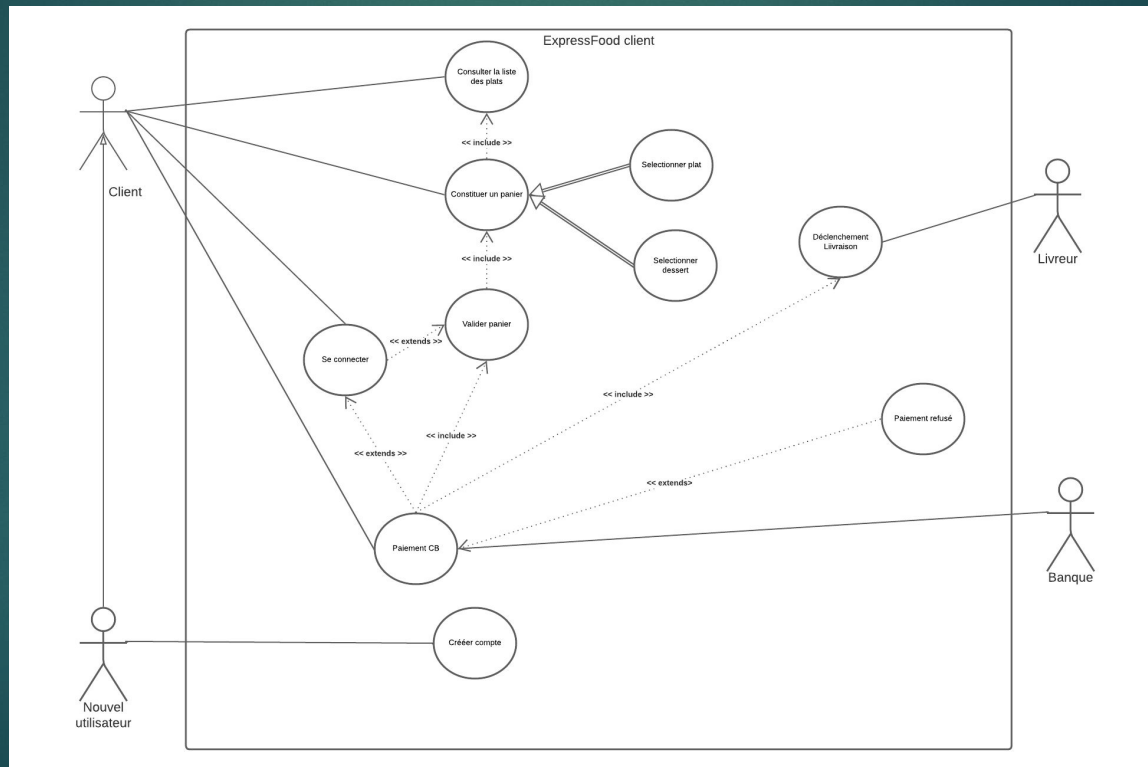 ExpressFood client
Consulter la liste
des plats
<< include >>
Selectionner plat
Client
Constituer un panier
Déclenchement
Liivraison
Livreur
<< include >>
Selectionner
dessert
Valider panier
<< extends >>
Se connecter
<< include >>
Paiement refusé
<< include >>
<< extends >>
<< extends>
Paiement CB
Banque
Crééer compte
Nouvel
utilisateur